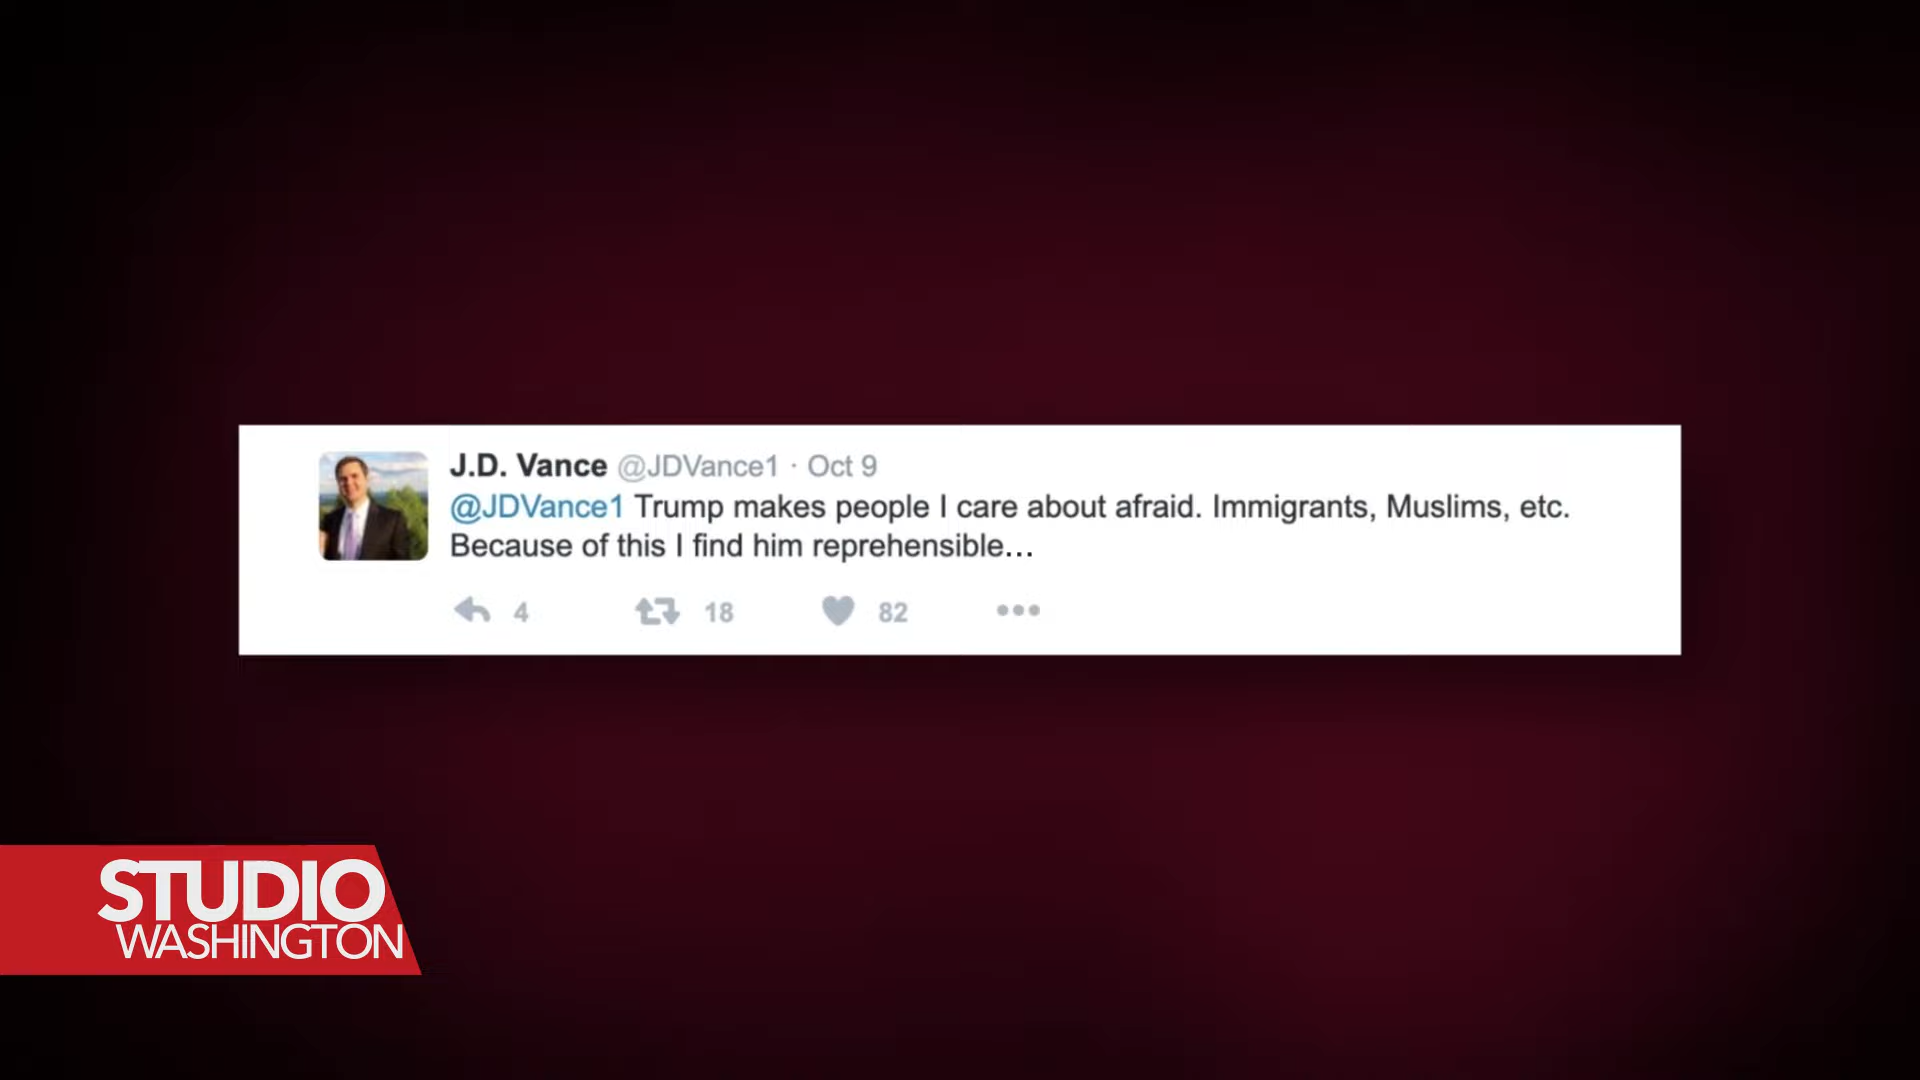 J.D. Vance @JDVance1 · Oct 9
@JDVance1 Trump makes people I care about afraid. Immigrants, Muslims, etc.
Because of this I find him reprehensible...
4 18 82
STUDIO
WASHINGTON